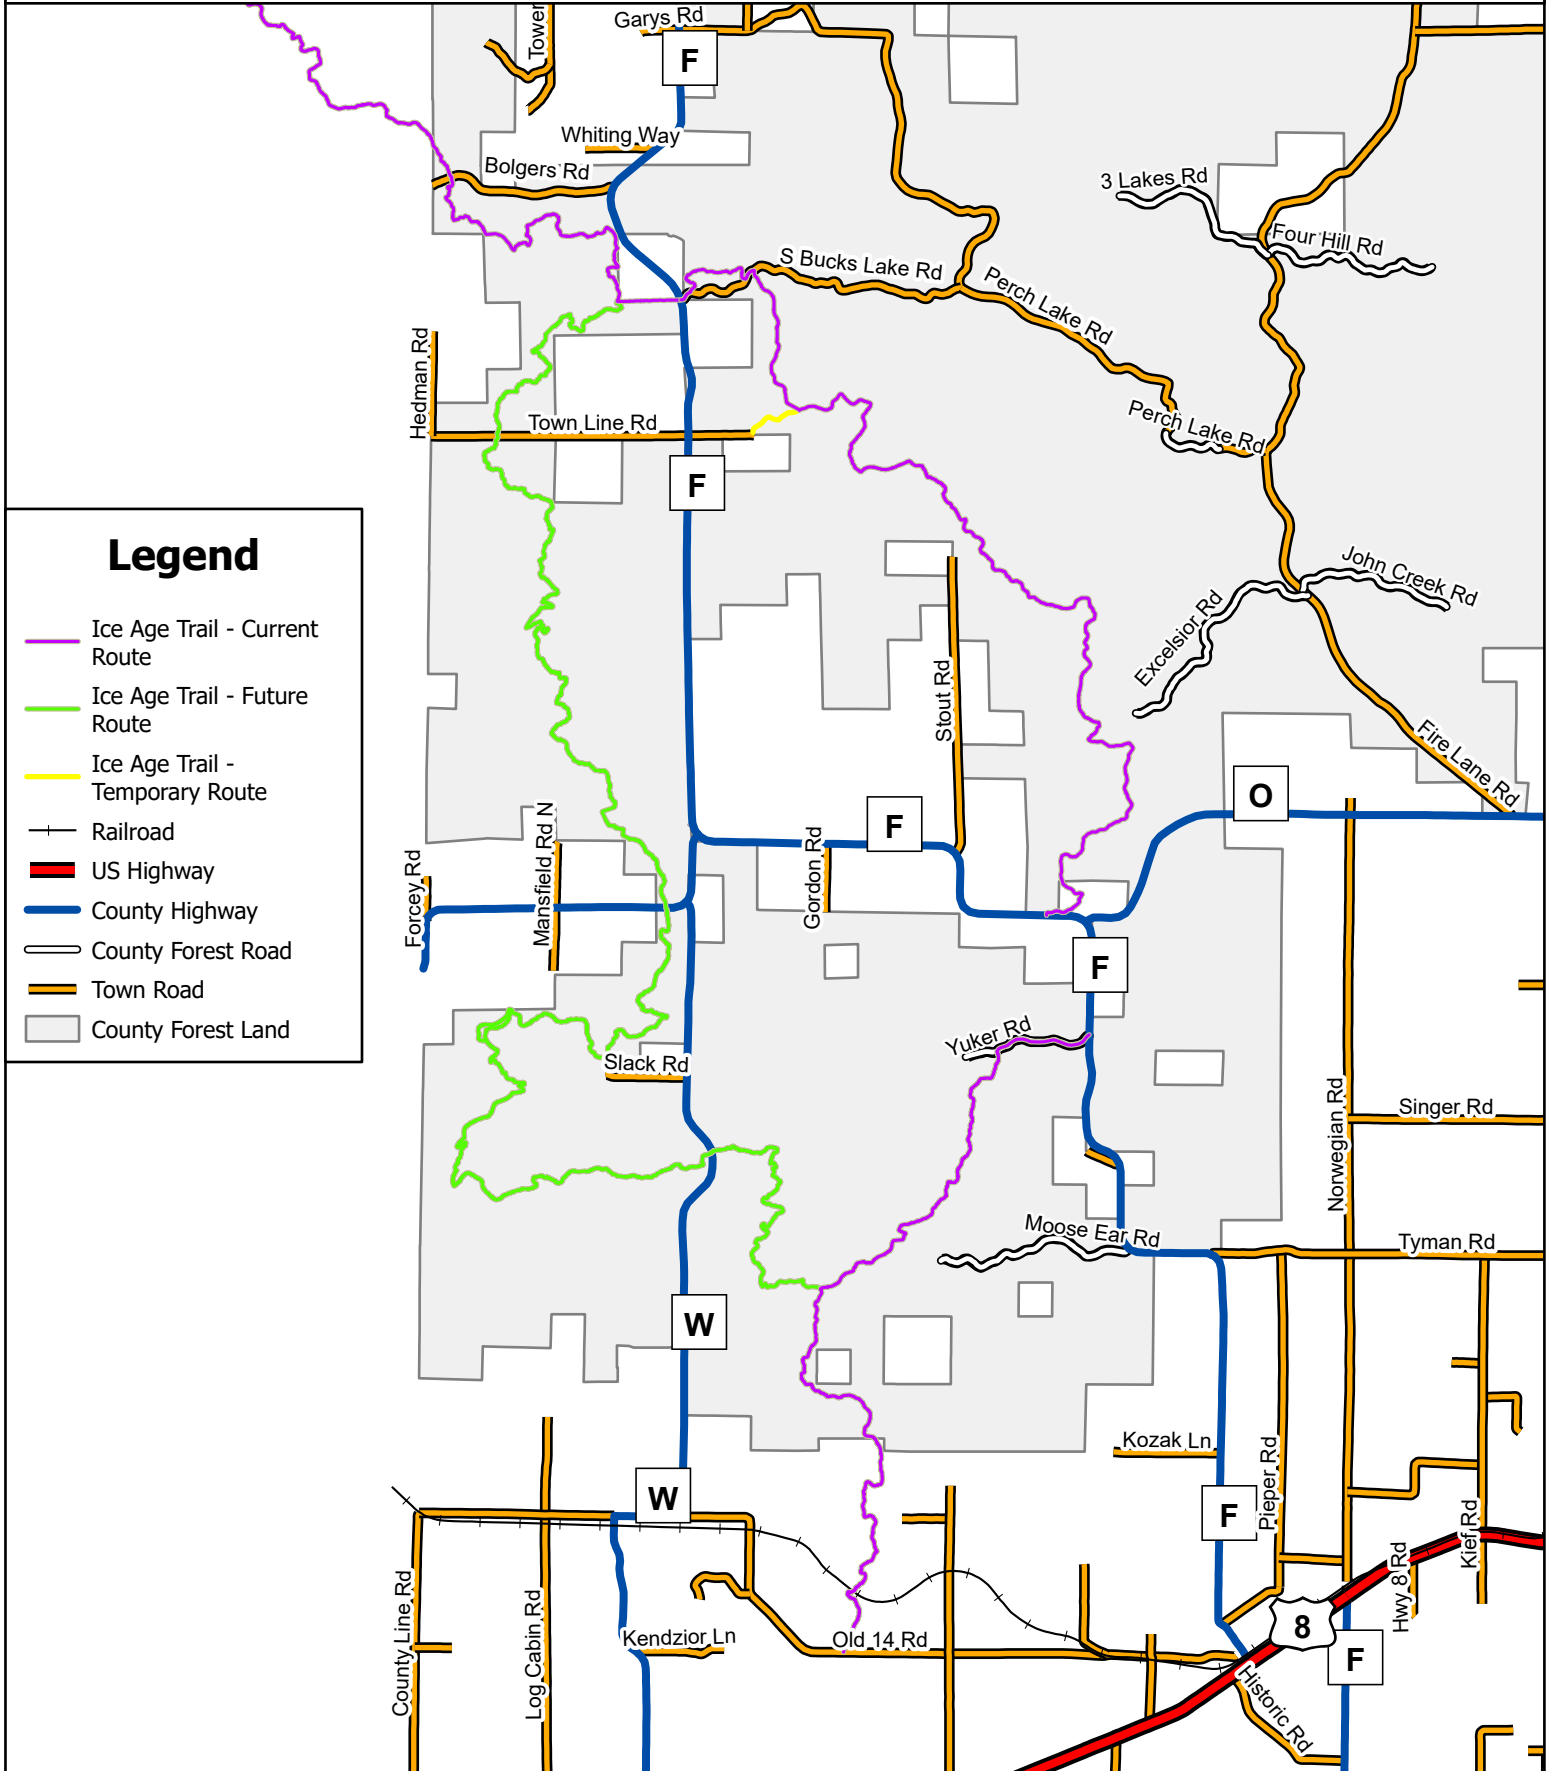 Garys Rd
Tower
F
Whiting Way
Bolgers Rd
3 Lakes Rd
Four Hill Rd
S Bucks Lake Rd
Perch Lake Rd
Hedman Rd
Town Line Rd
Perch Lake Rd
F
Legend
Ice Age Trail - Current
Route
Ice Age Trail - Future
Route
Ice Age Trail -
Temporary Route
Railroad
US Highway
County Highway
County Forest Road
Town Road
County Forest Land
John Creek Rd
Excelsior Rd
Stout Rd
Fire Lane Rd
O
F
Gordon Rd
Mansfield Rd N
Forcey Rd
F
Yuker Rd
Slack Rd
Singer Rd
Norwegian Rd
Moose Ear Rd
Tyman Rd
W
Kozak Ln
W
F
Pieper Rd
Kief Rd
Hwy 8 Rd
County Line Rd
Log Cabin Rd
Kendzior Ln
Old 14 Rd
8
F
Historic Rd